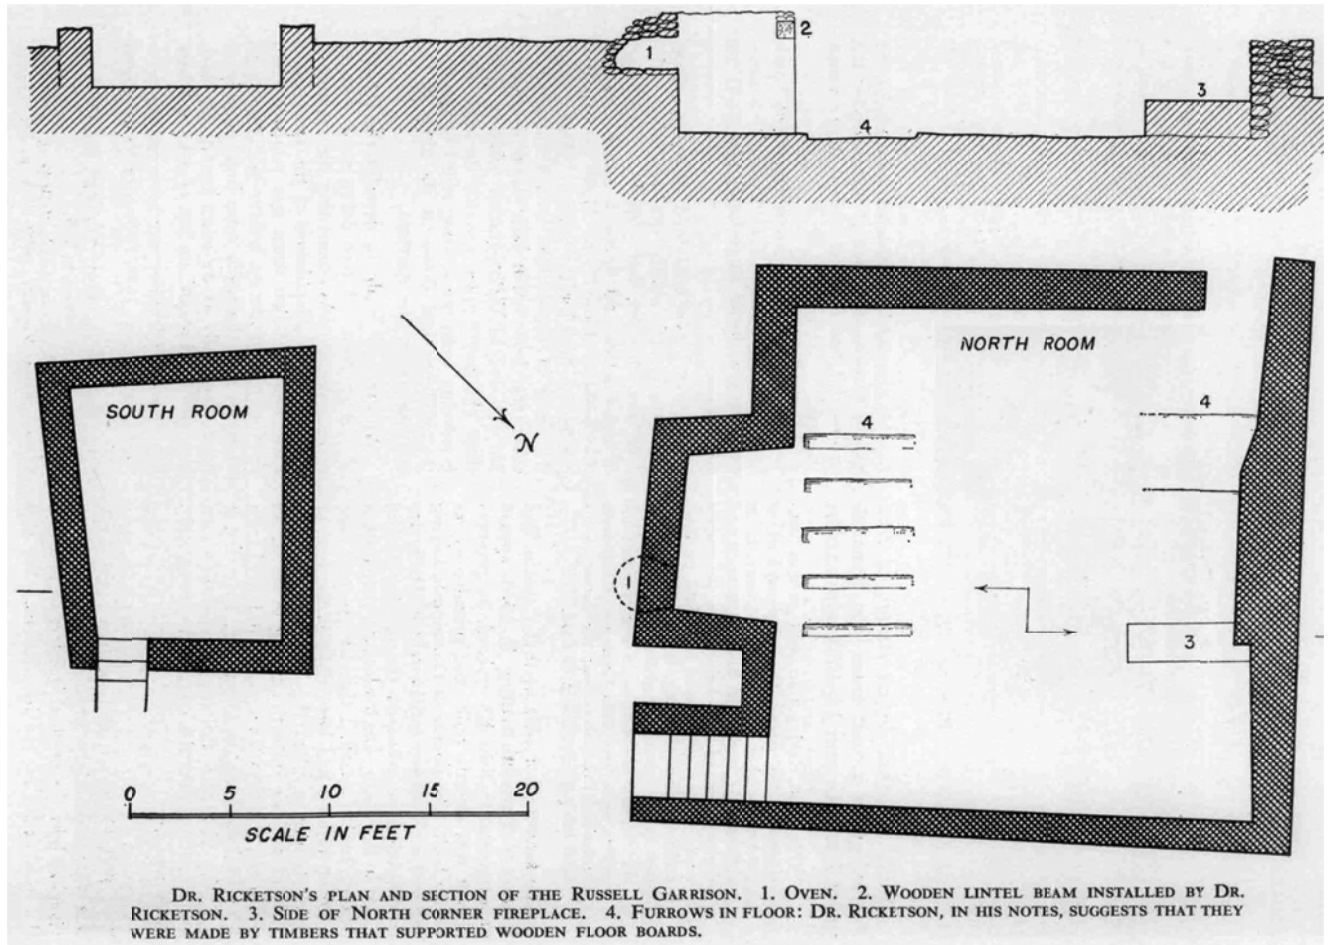 1
2
3
4
SOUTH ROOM
NORTH ROOM
N
4
4
1
3
0 5 10 15 20
SCALE IN FEET
DR. RICKETSON'S PLAN AND SECTION OF THE RUSSELL GARRISON. 1. OVEN. 2. WOODEN LINTEL BEAM INSTALLED BY DR.
RICKETSON. 3. SIDE OF NORTH CORNER FIREPLACE. 4. FURROWS IN FLOOR: DR. RICKETSON, IN HIS NOTES, SUGGESTS THAT THEY
WERE MADE BY TIMBERS THAT SUPPORTED WOODEN FLOOR BOARDS.